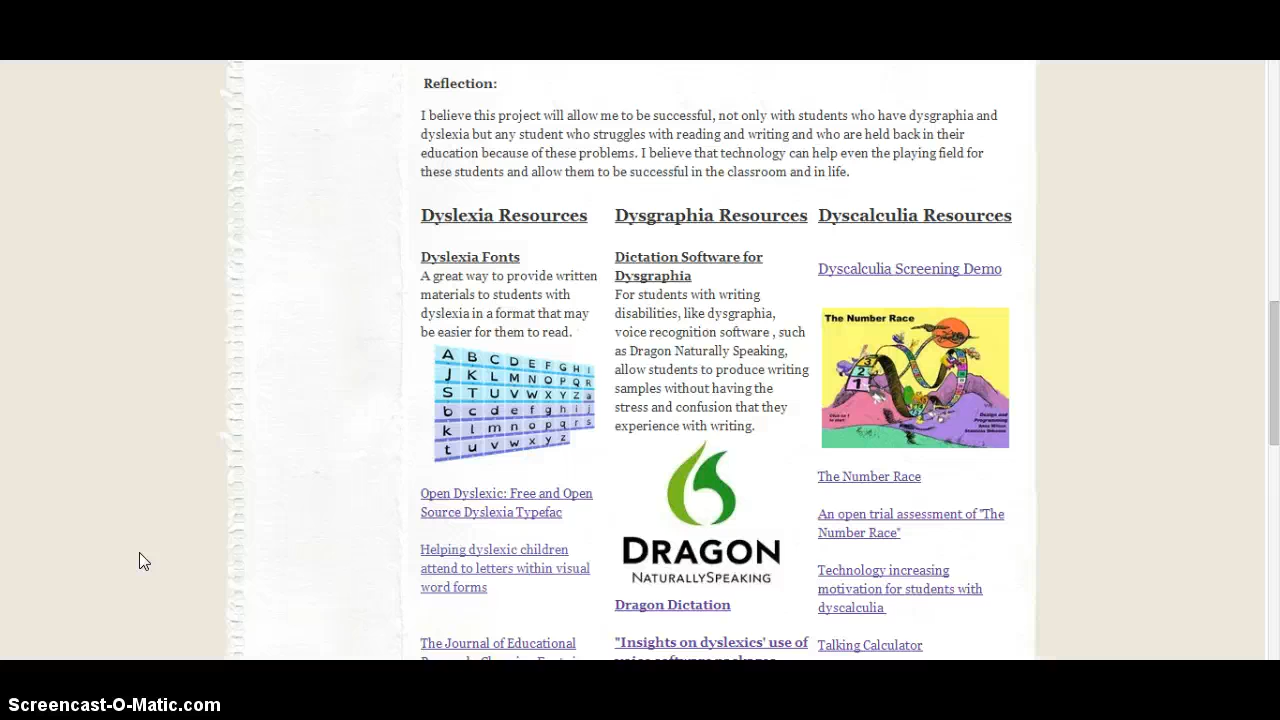 Reflection:
I believe this project will allow me to be successful, not only with students who have dysgraphia and
dyslexia but any student who struggles with reading and writing and who are held back in their
education because of these problems. I believe that technology can help even the playing field for
these students and allow them to be successful in the classroom and in life.
Dyslexia Resources
Dyslexia Fonts
A great way to provide written
materials to students with
dyslexia in a format that may
be easier for them to read.
A B C D E F G H I
J K L M N O P Q R
S T U V W X Y Z a
b c d e f g h i j
k l m n o p q r s
t u v w x y z
Open Dyslexic: Free and Open
Source Dyslexia Typefac
Helping dyslexic children
attend to letters within visual
word forms
The Journal of Educational
Dysgraphia Resources
Dictation Software for
Dysgraphia
For students with writing
disabilities, like dysgraphia,
voice recognition software , such
as Dragon Naturally Speaking,
allow students to produce writing
samples without having the
stress and confusion that they
experience with writing.
DRAGON
NATURALLYSPEAKING
Dragon Dictation
"Insights on dyslexics' use of
voice software packages
Dyscalculia Resources
Dyscalculia Screening Demo
The Number Race
Design and
Programming
The Number Race
An open trial assessment of "The
Number Race"
Technology increasing
motivation for students with
dyscalculia
Talking Calculator
Screencast-O-Matic.com